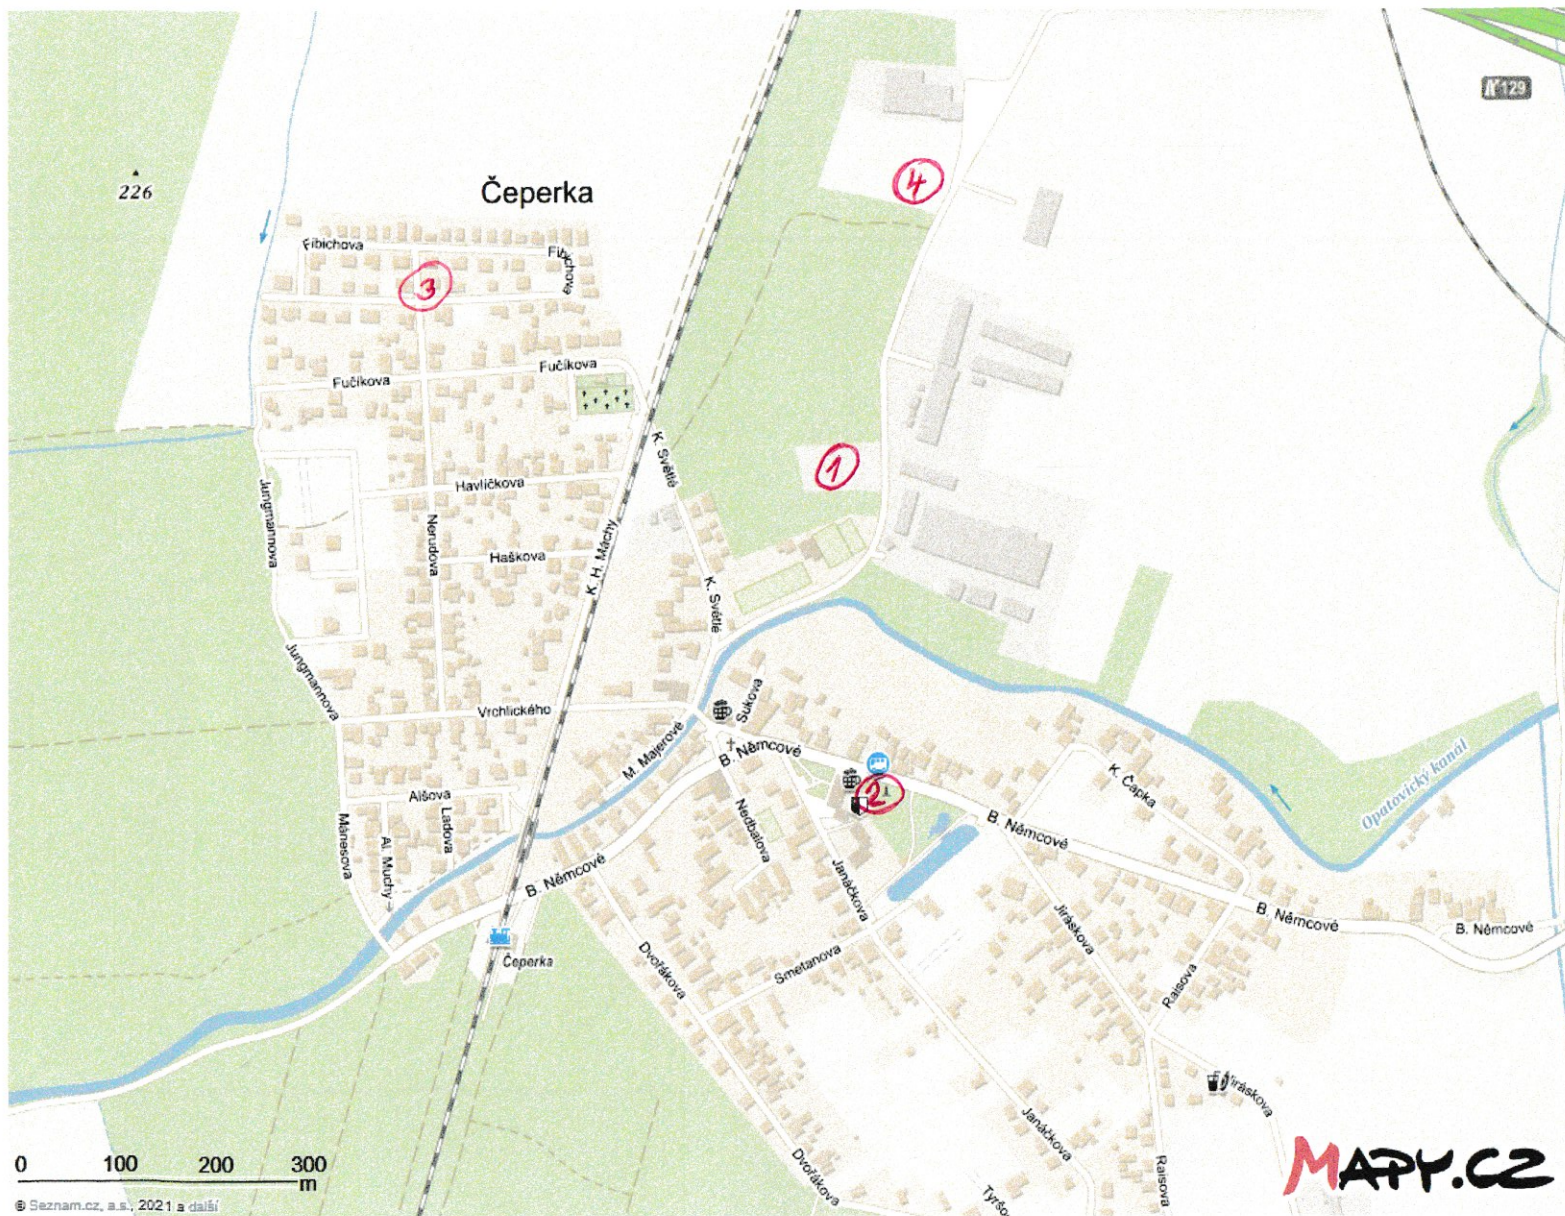 129
226
Čeperka
4
Fibichova
Fibichova
3
Fučíkova
Fučíkova
K. Světlé
1
Jungmannova
Havlíčkova
Nerudova
Haškova
K. H. Máchy
K. Světlé
Jungmannova
Vrchlického
Sukova
M. Majerové
B. Němcové
K. Čapka
Opatovický kanál
2
Alšova
Ladova
Mánesova
Al. Muchy
Nedbalova
B. Němcové
B. Němcové
Janáčkova
Jiráskova
B. Němcové
B. Němcové
Čeperka
Dvořákova
Smetanova
Raisova
Jiráskova
Janáčkova
Dvořákova
Raisova
0 100 200 300
m
MAPY.CZ
© Seznam.cz, a.s., 2021 a další